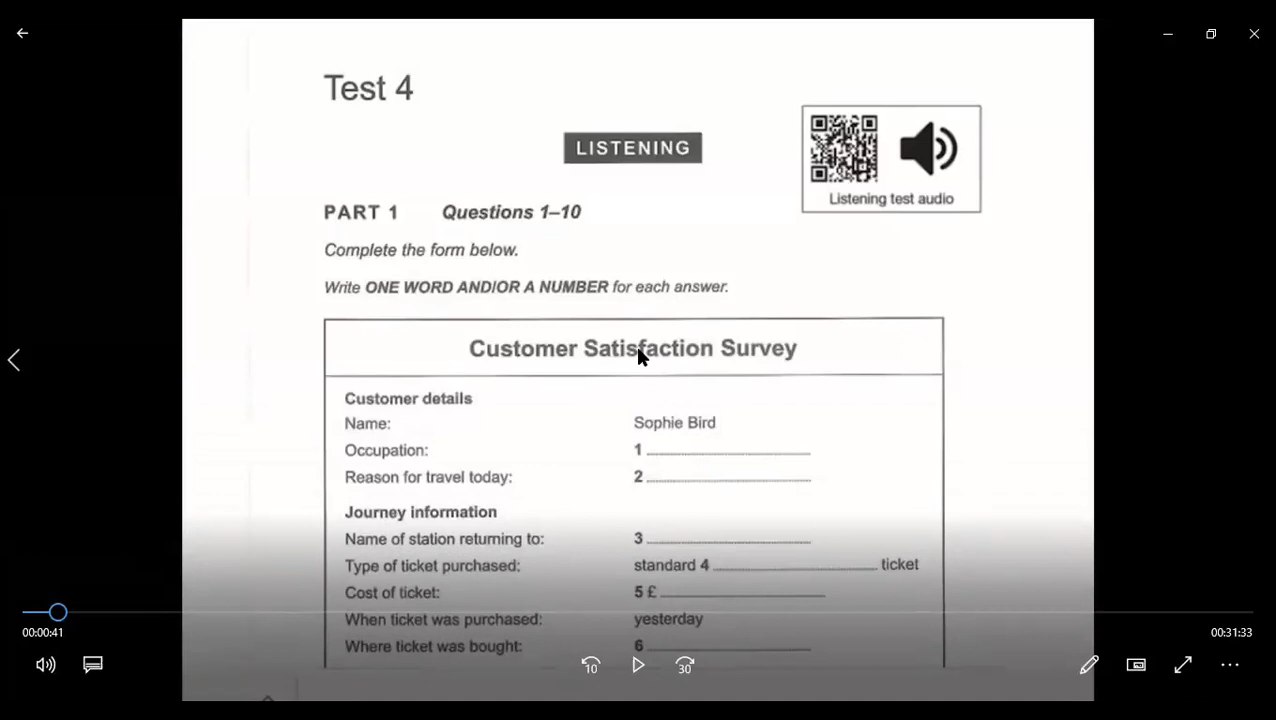 Test 4
LISTENING
Listening test audio
PART 1 Questions 1–10
Complete the form below.
Write ONE WORD AND/OR A NUMBER for each answer.
Customer Satisfaction Survey
Customer details
Name: Sophie Bird
Occupation: 1
Reason for travel today: 2
Journey information
Name of station returning to: 3
Type of ticket purchased: standard 4 ticket
Cost of ticket: 5 £
When ticket was purchased: yesterday
Where ticket was bought: 6
00:00:41 00:31:33
10 30